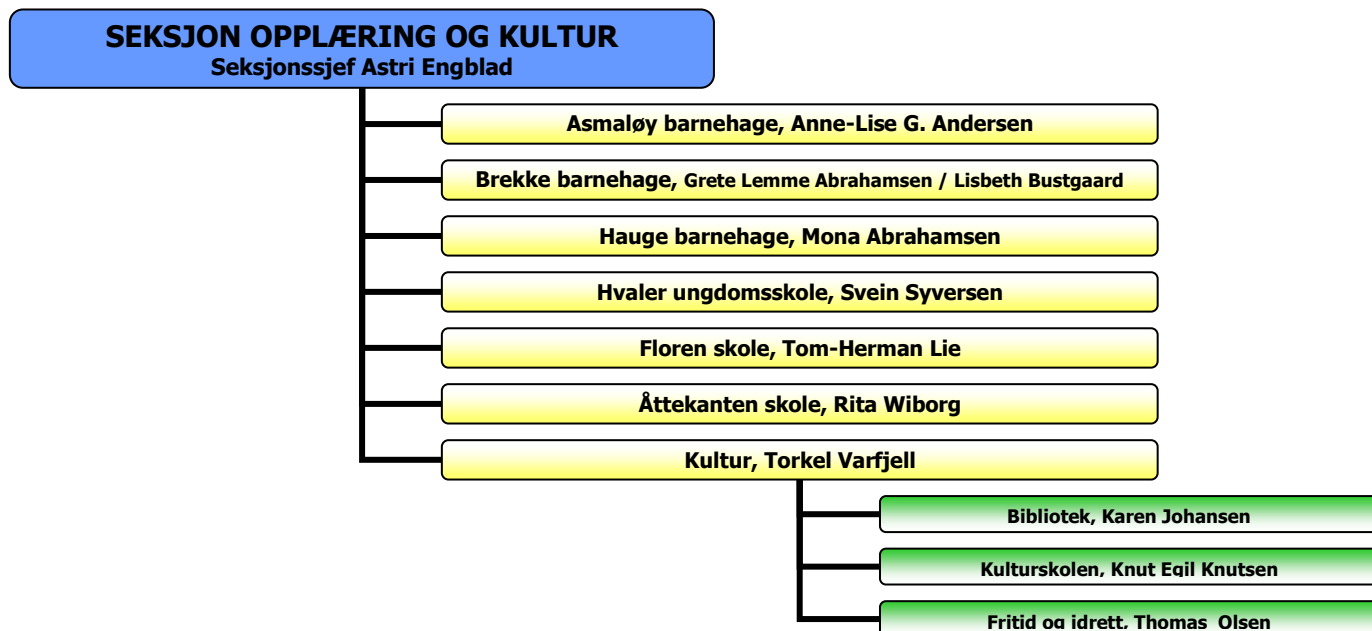 SEKSJON OPPLÆRING OG KULTUR
Seksjonssjef Astri Engblad
Asmaløy barnehage, Anne-Lise G. Andersen
Brekke barnehage, Grete Lemme Abrahamsen / Lisbeth Bustgaard
Hauge barnehage, Mona Abrahamsen
Hvaler ungdomsskole, Svein Syversen
Floren skole, Tom-Herman Lie
Åttekanten skole, Rita Wiborg
Kultur, Torkel Varfjell
Bibliotek, Karen Johansen
Kulturskolen, Knut Egil Knutsen
Fritid og idrett, Thomas Olsen